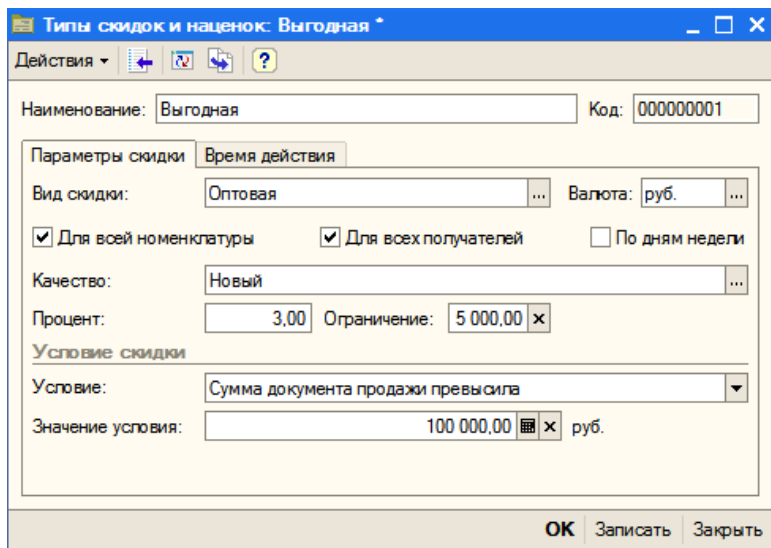 Типы скидок и наценок: Выгодная *
Действия
Наименование: Выгодная Код: 000000001
Параметры скидки Время действия
Вид скидки: Оптовая ... Валюта: руб. ...
Для всей номенклатуры Для всех получателей По дням недели
Качество: Новый ...
Процент: 3,00 Ограничение: 5 000,00
Условие скидки
Условие: Сумма документа продажи превысила
Значение условия: 100 000,00 руб.
OK Записать Закрыть